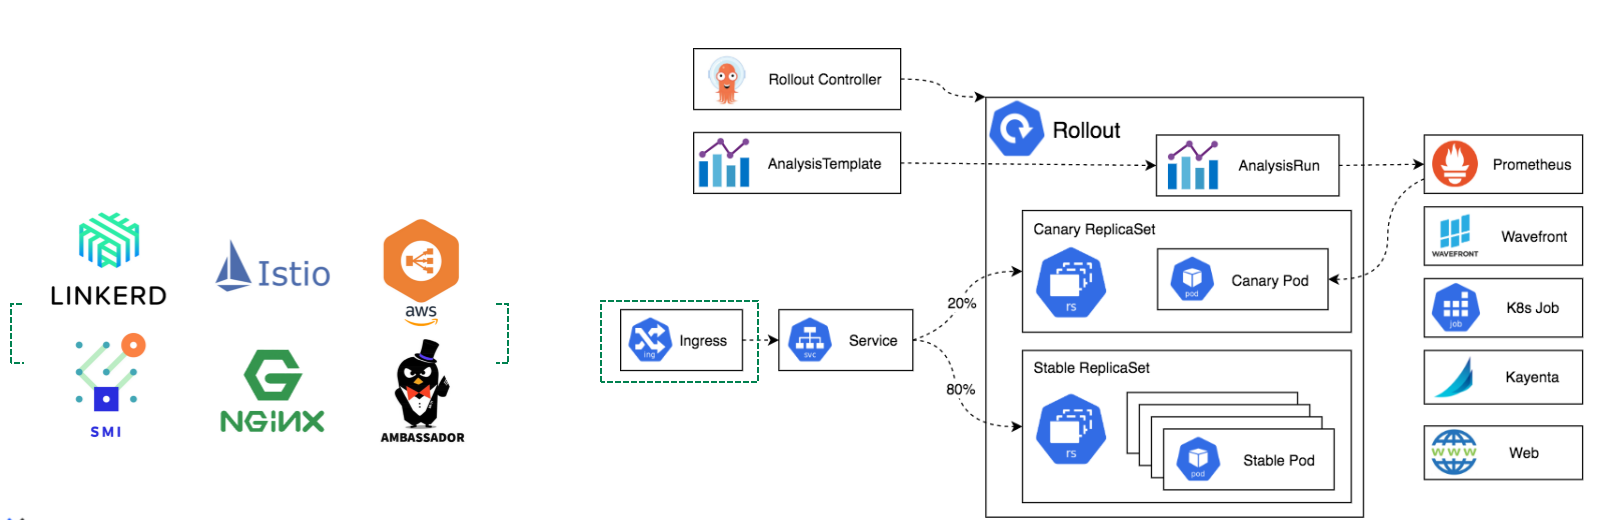 LINKERD
Istio
aws
SMI
NGiNX
AMBASSADOR
Rollout Controller
AnalysisTemplate
Rollout
AnalysisRun
Canary ReplicaSet
rs
pod
Canary Pod
20%
ing
Ingress
svc
Service
80%
Stable ReplicaSet
rs
pod
Stable Pod
Prometheus
WAVEFRONT
Wavefront
job
K8s Job
Kayenta
WWW
Web